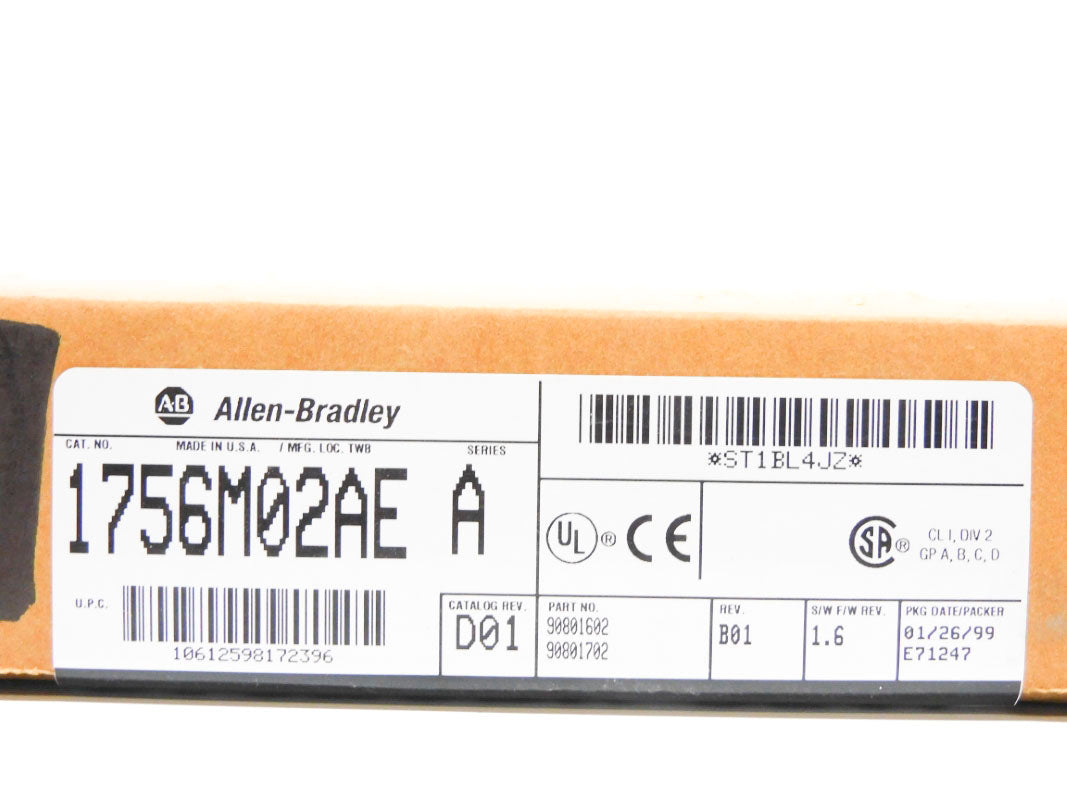 A-B Allen-Bradley
CAT. NO. MADE IN U.S.A. / MFG. LOC. TWB SERIES
1756M02AE A
U.P.C.
10612598172396
CATALOG REV.
D01
*ST1BL4JZ*
UL ® CE
SA ® CL I, DIV 2
GP A, B, C, D
PART NO.
90801602
90801702
REV.
B01
S/W F/W REV.
1.6
PKG DATE/PACKER
01/26/99
E71247